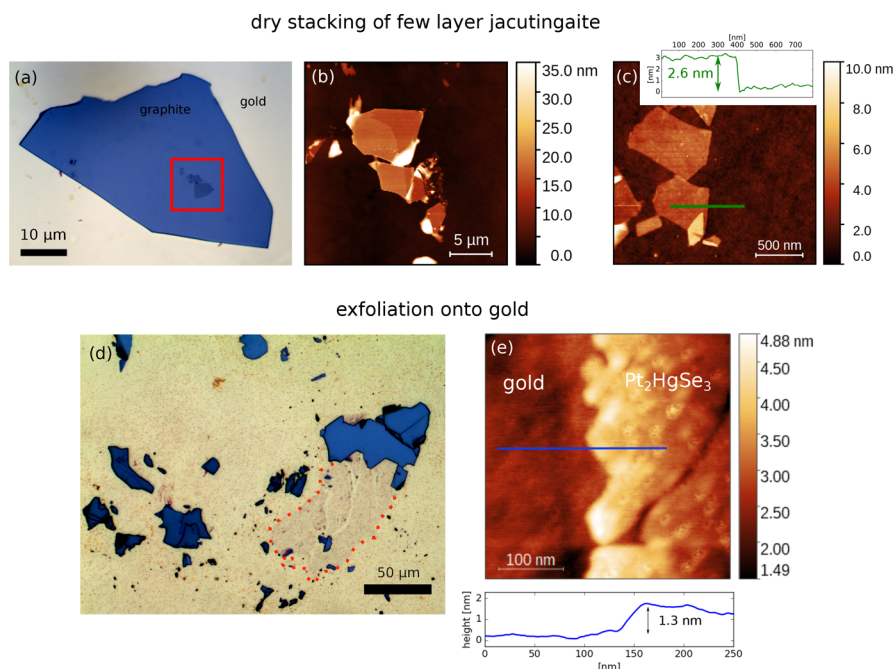 dry stacking of few layer jacutingaite
(a)
graphite
gold
10 μm
(b)
5 μm
35.0 nm
30.0
25.0
20.0
15.0
10.0
5.0
0.0
[nm]
100 200 300 400 500 600 700
[nm]
3
2
1
0
2.6 nm
(c)
500 nm
10.0 nm
8.0
6.0
4.0
2.0
0.0
exfoliation onto gold
(d)
50 μm
(e)
gold
Pt₂HgSe₃
100 nm
4.88 nm
4.50
4.00
3.50
3.00
2.50
2.00
1.49
height [nm]
2
1
0
1.3 nm
0 50 100 150 200 250
[nm]